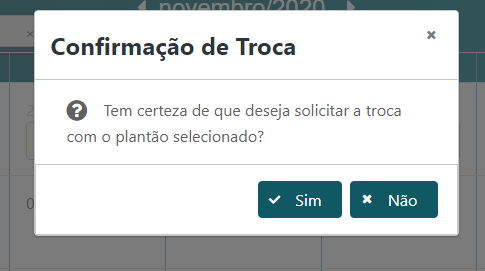 novembro/2020
Confirmação de Troca
Tem certeza de que deseja solicitar a troca
com o plantão selecionado?
Sim
Não